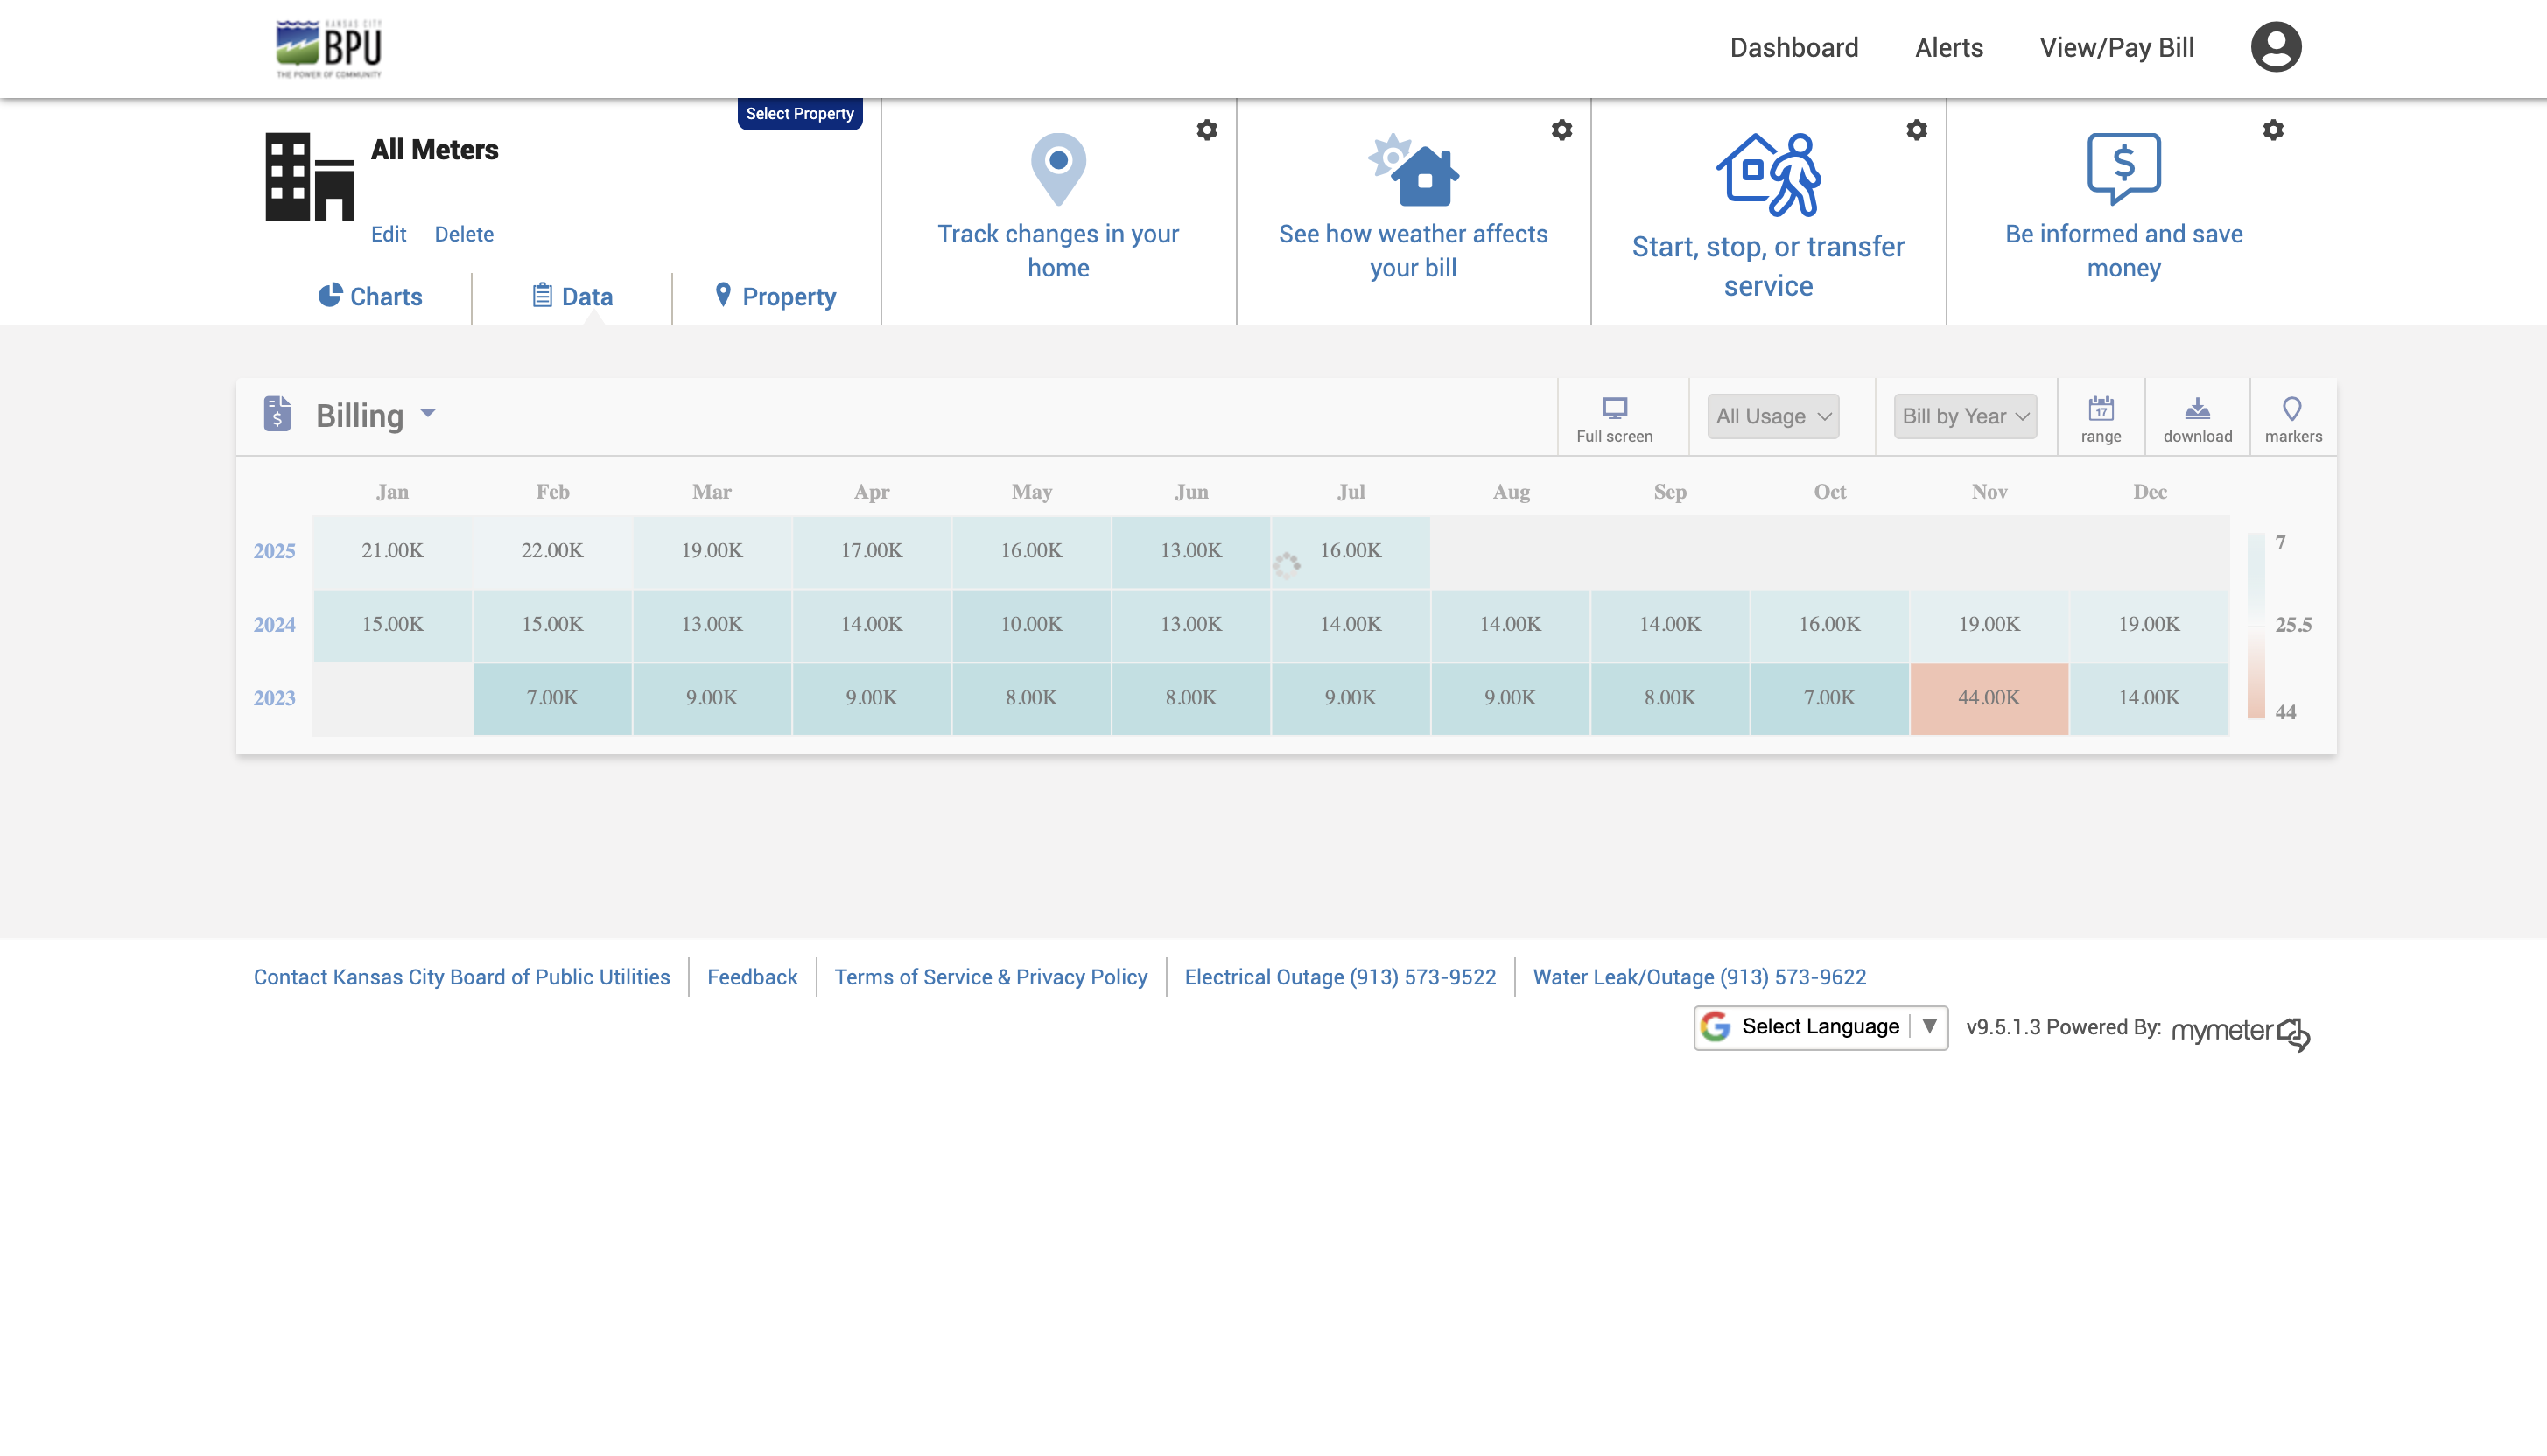 KANSAS CITY
BPU
THE POWER OF COMMUNITY
Dashboard Alerts View/Pay Bill
Select Property
All Meters
Edit Delete
Charts Data Property
Track changes in your
home
See how weather affects
your bill
Start, stop, or transfer
service
$
Be informed and save
money
$ Billing
Full screen
All Usage
Bill by Year
17
range
download
markers
Jan Feb Mar Apr May Jun Jul Aug Sep Oct Nov Dec
2025 21.00K 22.00K 19.00K 17.00K 16.00K 13.00K 16.00K
2024 15.00K 15.00K 13.00K 14.00K 10.00K 13.00K 14.00K 14.00K 14.00K 16.00K 19.00K 19.00K
2023 7.00K 9.00K 9.00K 8.00K 8.00K 9.00K 9.00K 8.00K 7.00K 44.00K 14.00K
7
25.5
44
Contact Kansas City Board of Public Utilities Feedback Terms of Service & Privacy Policy Electrical Outage (913) 573-9522 Water Leak/Outage (913) 573-9622
G Select Language ▼ v9.5.1.3 Powered By: mymeter